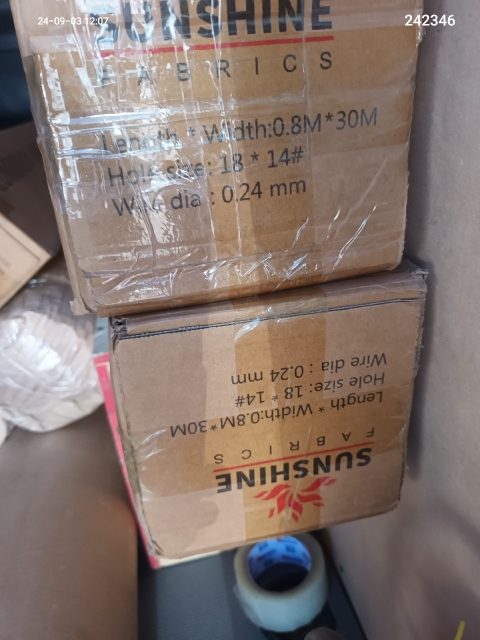 24-09-03 12:07
242346
SUNSHINE
FABRICS
Length * Width:0.8M*30M
Hole size: 18 * 14#
Wire dia : 0.24 mm
SUNSHINE
FABRICS
Length * Width:0.8M*30M
Hole size: 18 * 14#
Wire dia : 0.24 mm